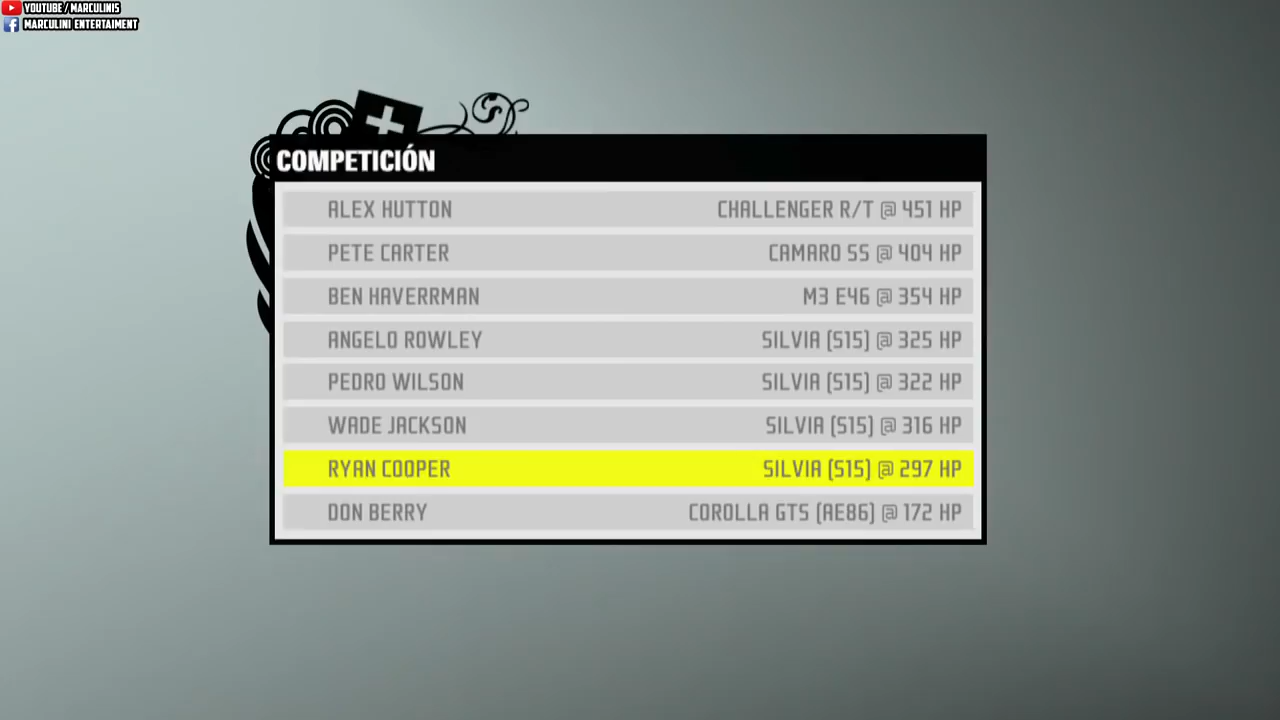 YOUTUBE / MARCULINIS
MARCULINI ENTERTAIMENT
COMPETICIÓN
ALEX HUTTON CHALLENGER R/T @ 451 HP
PETE CARTER CAMARO SS @ 404 HP
BEN HAVERRMAN M3 E46 @ 354 HP
ANGELO ROWLEY SILVIA (S15) @ 325 HP
PEDRO WILSON SILVIA (S15) @ 322 HP
WADE JACKSON SILVIA (S15) @ 316 HP
RYAN COOPER SILVIA (S15) @ 297 HP
DON BERRY COROLLA GTS (AE86) @ 172 HP